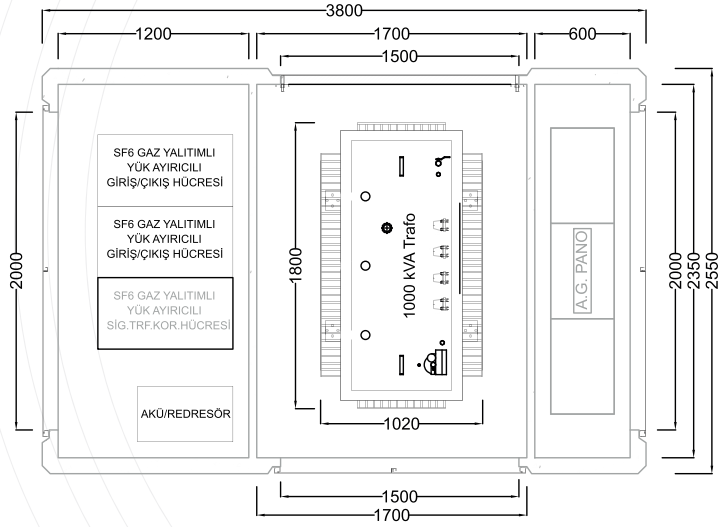 3800
1200
1700
600
1500
SF6 GAZ YALITIMLI
YÜK AYIRICILI
GİRİŞ/ÇIKIŞ HÜCRESİ
SF6 GAZ YALITIMLI
YÜK AYIRICILI
GİRİŞ/ÇIKIŞ HÜCRESİ
SF6 GAZ YALITIMLI
YÜK AYIRICILI
SİG.TRF.KOR.HÜCRESİ
AKÜ/REDRESÖR
2000
1800
1000 kVA Trafo
A.G. PANO
2000
2350
2550
1020
1500
1700